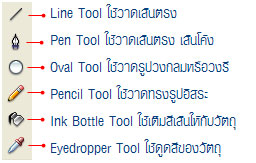 Line Tool ใช้วาดเส้นตรง
Pen Tool ใช้วาดเส้นตรง เส้นโค้ง
Oval Tool ใช้วาดรูปวงกลมหรือวงรี
Pencil Tool ใช้วาดทรงรูปอิสระ
Ink Bottle Tool ใช้เติมสีเส้นให้กับวัตถุ
Eyedropper Tool ใช้ดูดสีของวัตถุ